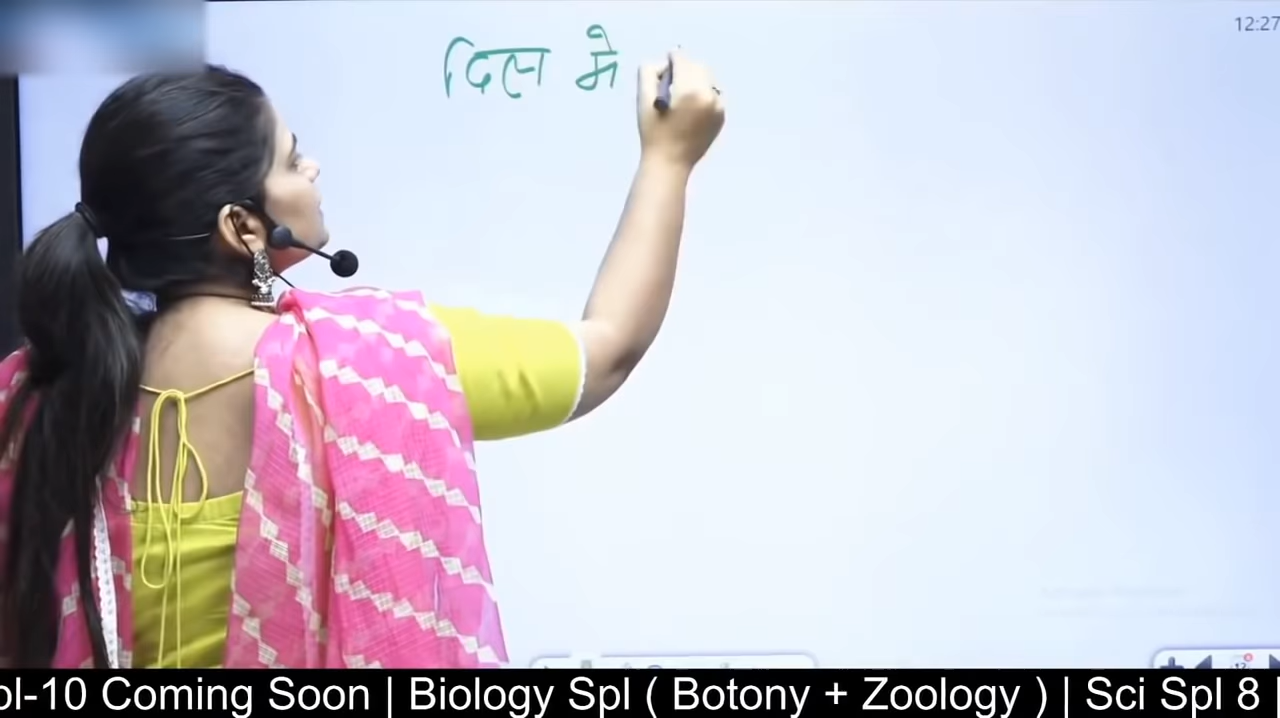 12:27
दिल मे
ol-10 Coming Soon | Biology Spl ( Botony + Zoology ) | Sci Spl 8